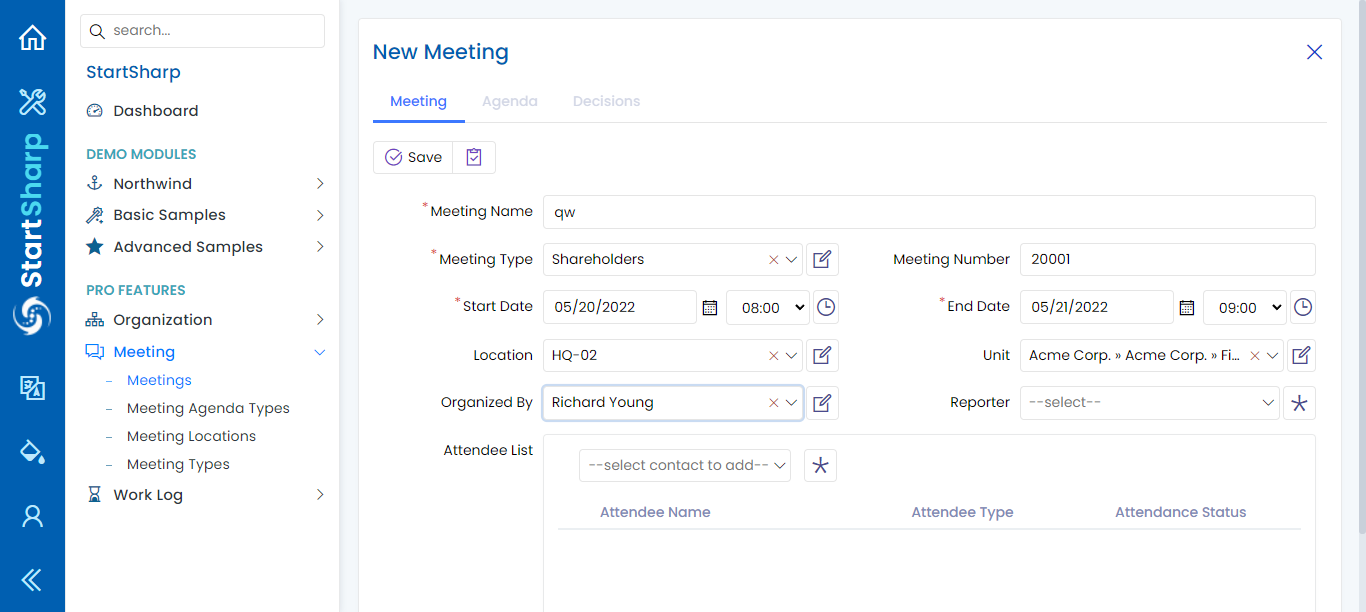 StartSharp
search...
StartSharp
Dashboard
DEMO MODULES
Northwind
Basic Samples
Advanced Samples
PRO FEATURES
Organization
Meeting
– Meetings
– Meeting Agenda Types
– Meeting Locations
– Meeting Types
Work Log
New Meeting
Meeting Agenda Decisions
Save
*Meeting Name qw
*Meeting Type Shareholders Meeting Number 20001
*Start Date 05/20/2022 08:00 *End Date 05/21/2022 09:00
Location HQ-02 Unit Acme Corp. » Acme Corp. » Fi...
Organized By Richard Young Reporter --select--
Attendee List --select contact to add--
Attendee Name Attendee Type Attendance Status